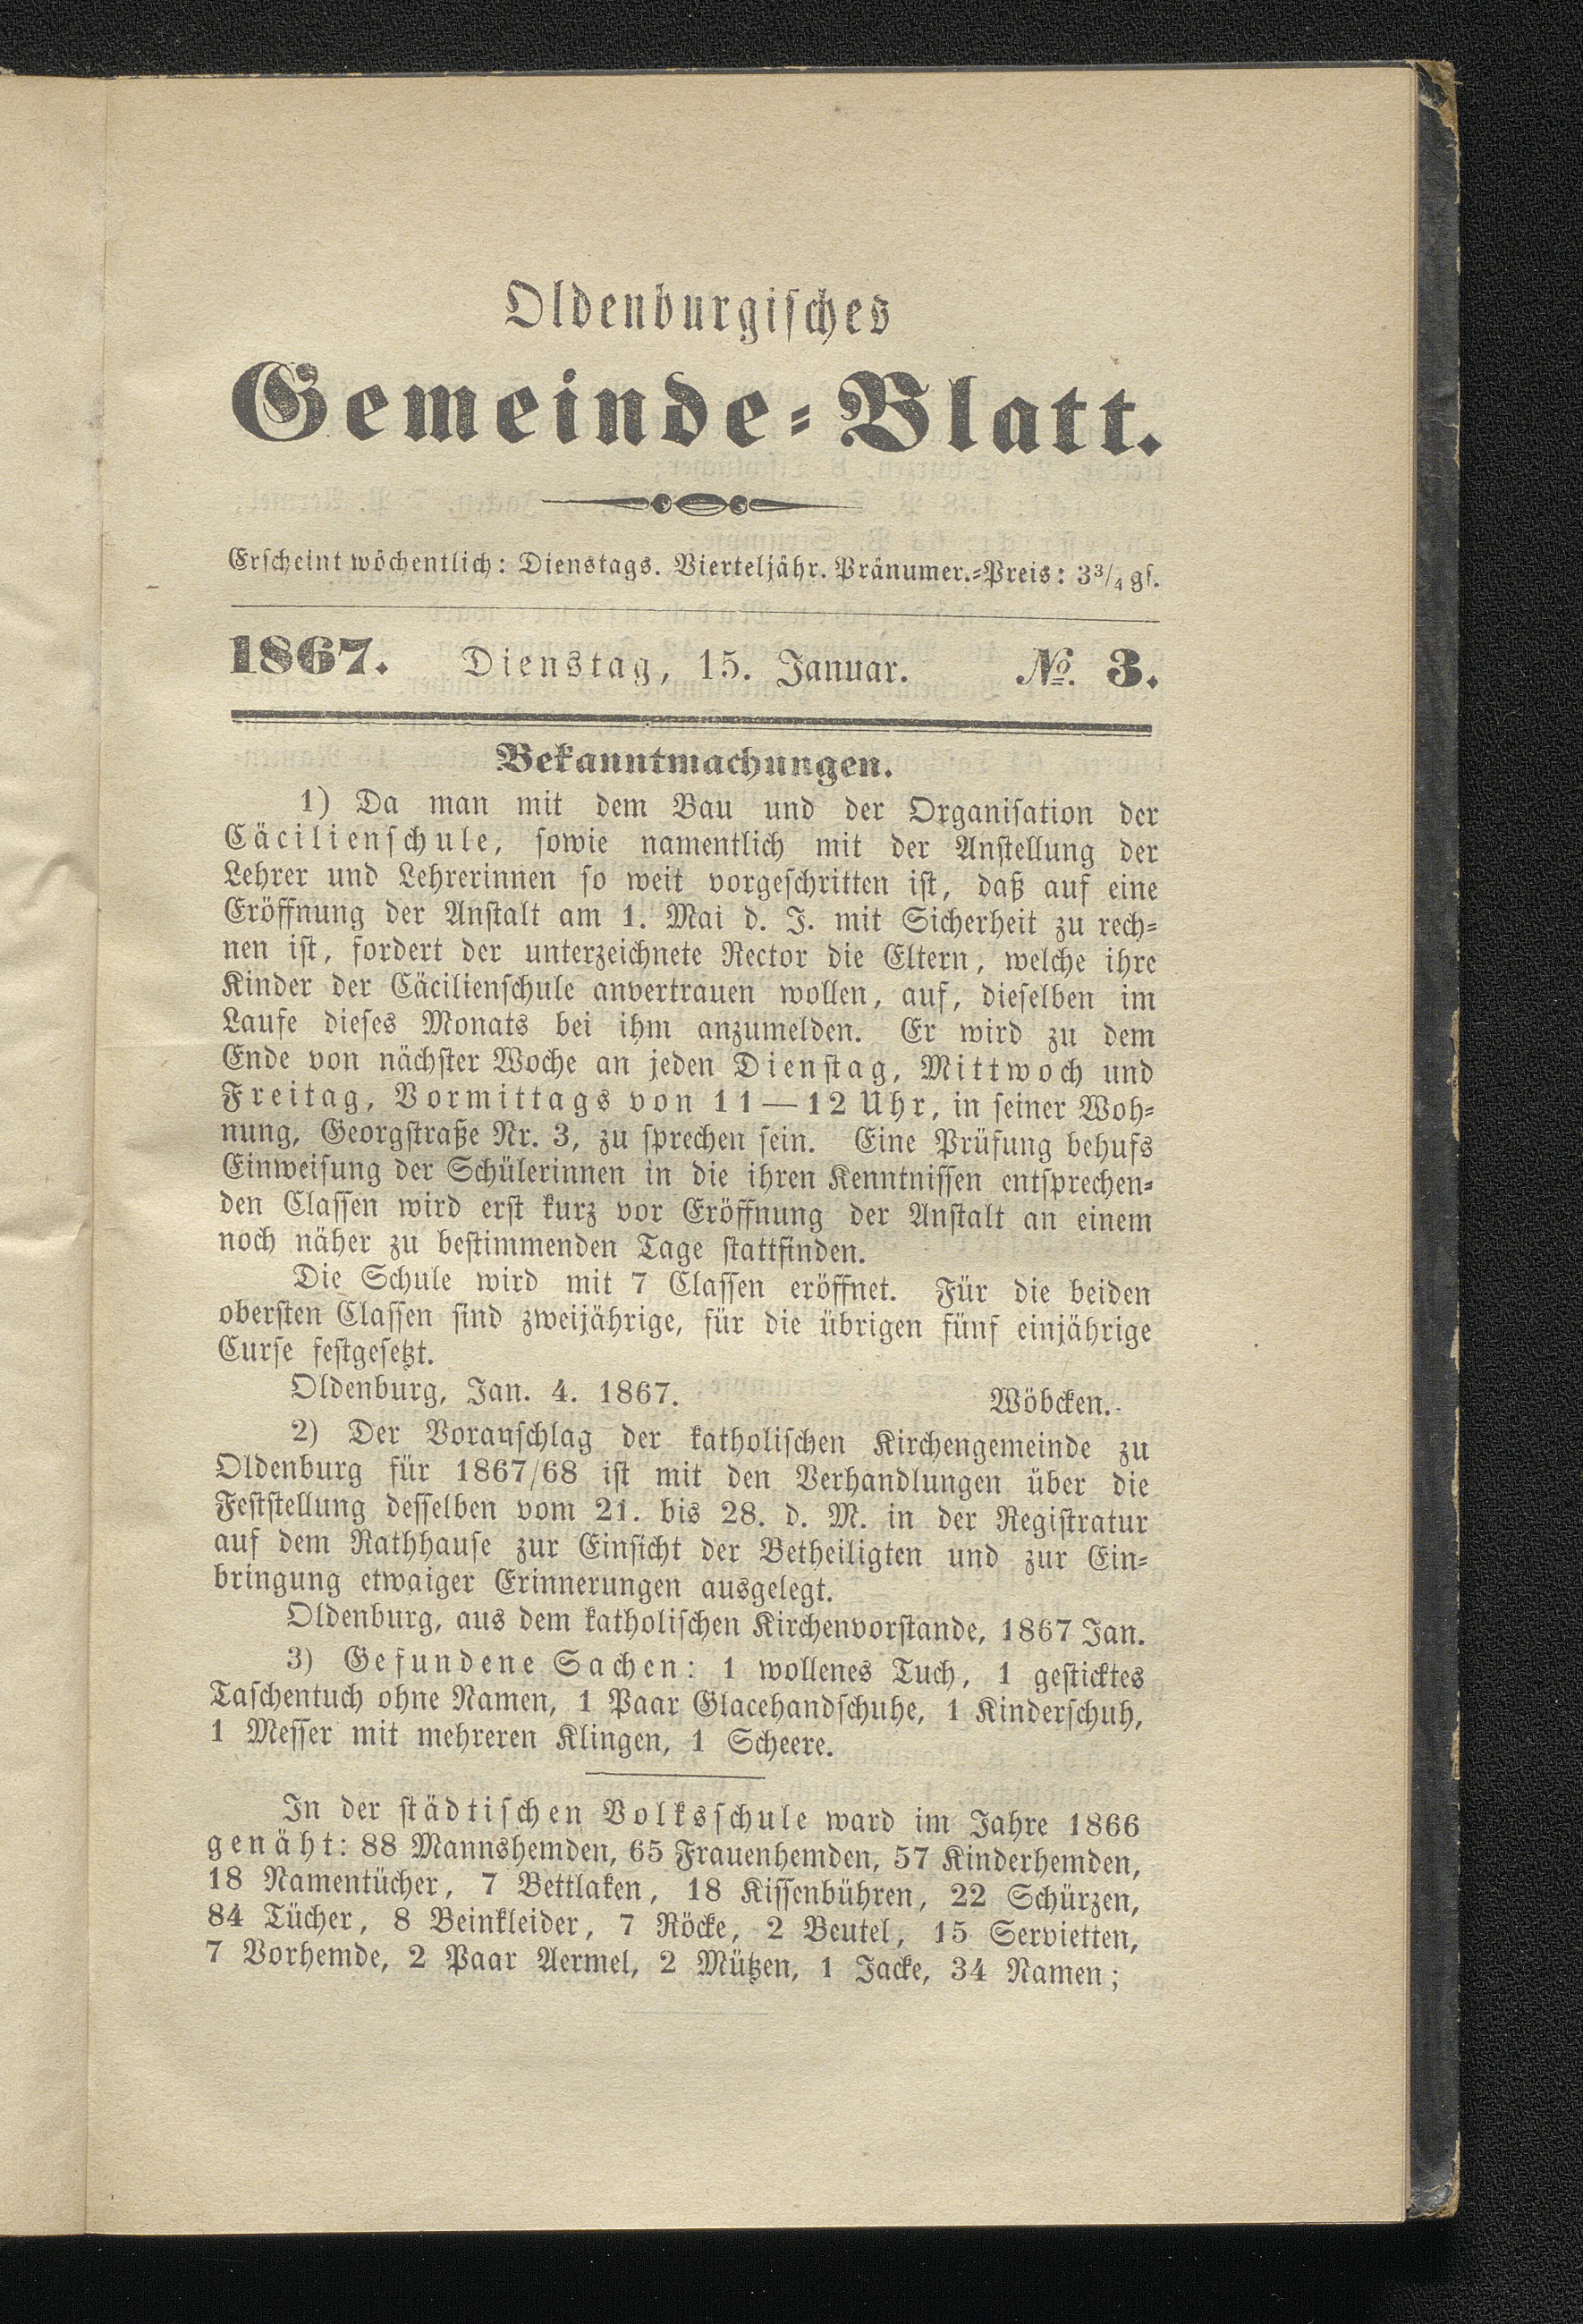 Oldenburgisches
Gemeinde-Blatt.
Erscheint wöchentlich: Dienstags. Vierteljähr. Pränumer.-Preis: 3 3/4 gs.
1867. Dienstag, 15. Januar. №. 3.
Bekanntmachungen.
1) Da man mit dem Bau und der Organisation der
Cäcilienschule, sowie namentlich mit der Anstellung der
Lehrer und Lehrerinnen so weit vorgeschritten ist, daß auf eine
Eröffnung der Anstalt am 1. Mai d. J. mit Sicherheit zu rech-
nen ist, fordert der unterzeichnete Rector die Eltern, welche ihre
Kinder der Cäcilienschule anvertrauen wollen, auf, dieselben im
Laufe dieses Monats bei ihm anzumelden. Er wird zu dem
Ende von nächster Woche an jeden Dienstag, Mittwoch und
Freitag, Vormittags von 11—12 Uhr, in seiner Woh-
nung, Georgstraße Nr. 3, zu sprechen sein. Eine Prüfung behufs
Einweisung der Schülerinnen in die ihren Kenntnissen entsprechen-
den Classen wird erst kurz vor Eröffnung der Anstalt an einem
noch näher zu bestimmenden Tage stattfinden.
Die Schule wird mit 7 Classen eröffnet. Für die beiden
obersten Classen sind zweijährige, für die übrigen fünf einjährige
Curse festgesetzt.
Oldenburg, Jan. 4. 1867. Wöbcken.
2) Der Voranschlag der katholischen Kirchengemeinde zu
Oldenburg für 1867/68 ist mit den Verhandlungen über die
Feststellung desselben vom 21. bis 28. d. M. in der Registratur
auf dem Rathhause zur Einsicht der Betheiligten und zur Ein-
bringung etwaiger Erinnerungen ausgelegt.
Oldenburg, aus dem katholischen Kirchenvorstande, 1867 Jan.
3) Gefundene Sachen: 1 wollenes Tuch, 1 gesticktes
Taschentuch ohne Namen, 1 Paar Glacehandschuhe, 1 Kinderschuh,
1 Messer mit mehreren Klingen, 1 Scheere.
In der städtischen Volksschule ward im Jahre 1866
genäht: 88 Mannshemden, 65 Frauenhemden, 57 Kinderhemden,
18 Namentücher, 7 Bettlaken, 18 Kissenbühren, 22 Schürzen,
84 Tücher, 8 Beinkleider, 7 Röcke, 2 Beutel, 15 Servietten,
7 Vorhemde, 2 Paar Aermel, 2 Mützen, 1 Jacke, 34 Namen;